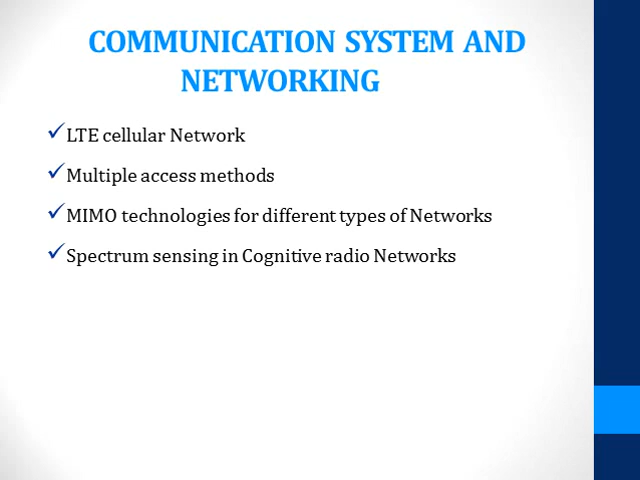 COMMUNICATION SYSTEM AND
NETWORKING
✓LTE cellular Network
✓Multiple access methods
✓MIMO technologies for different types of Networks
✓Spectrum sensing in Cognitive radio Networks